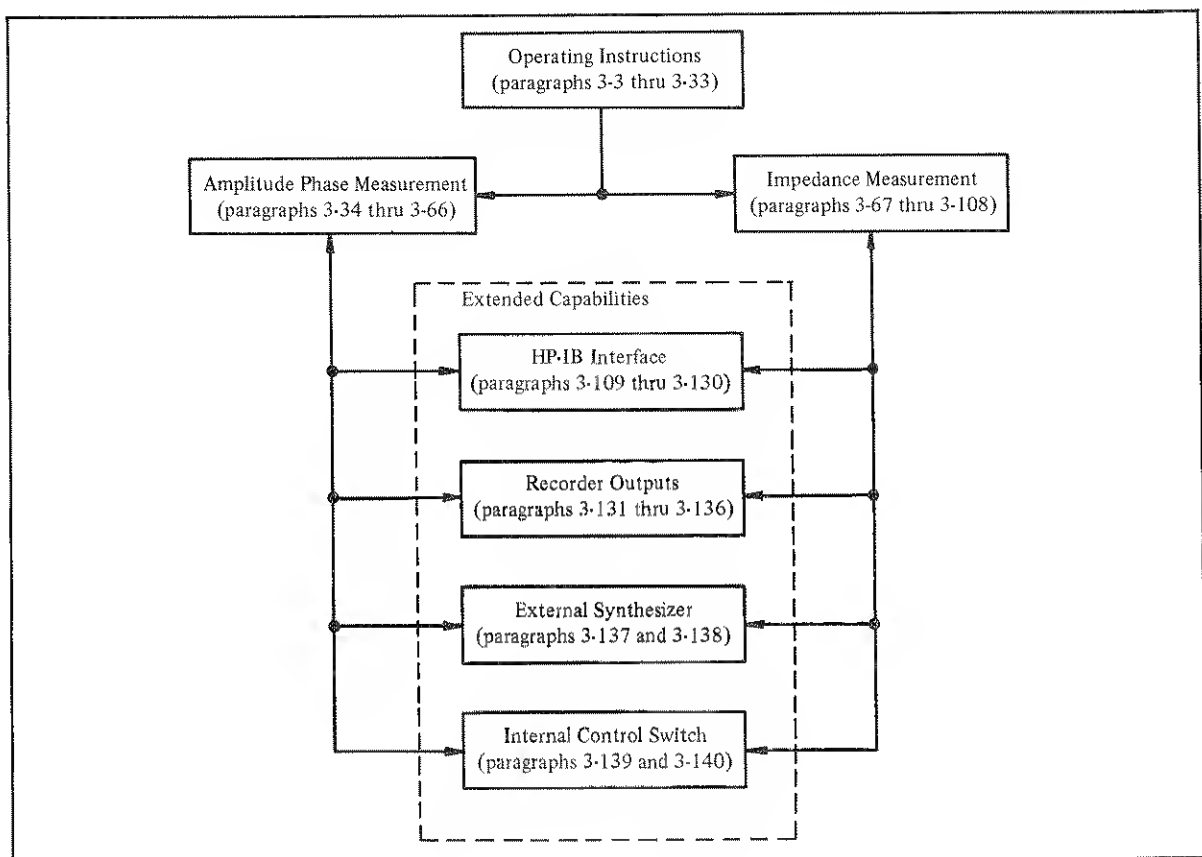 Operating Instructions
(paragraphs 3-3 thru 3-33)
Amplitude Phase Measurement
(paragraphs 3-34 thru 3-66)
Impedance Measurement
(paragraphs 3-67 thru 3-108)
Extended Capabilities
HP-IB Interface
(paragraphs 3-109 thru 3-130)
Recorder Outputs
(paragraphs 3-131 thru 3-136)
External Synthesizer
(paragraphs 3-137 and 3-138)
Internal Control Switch
(paragraphs 3-139 and 3-140)